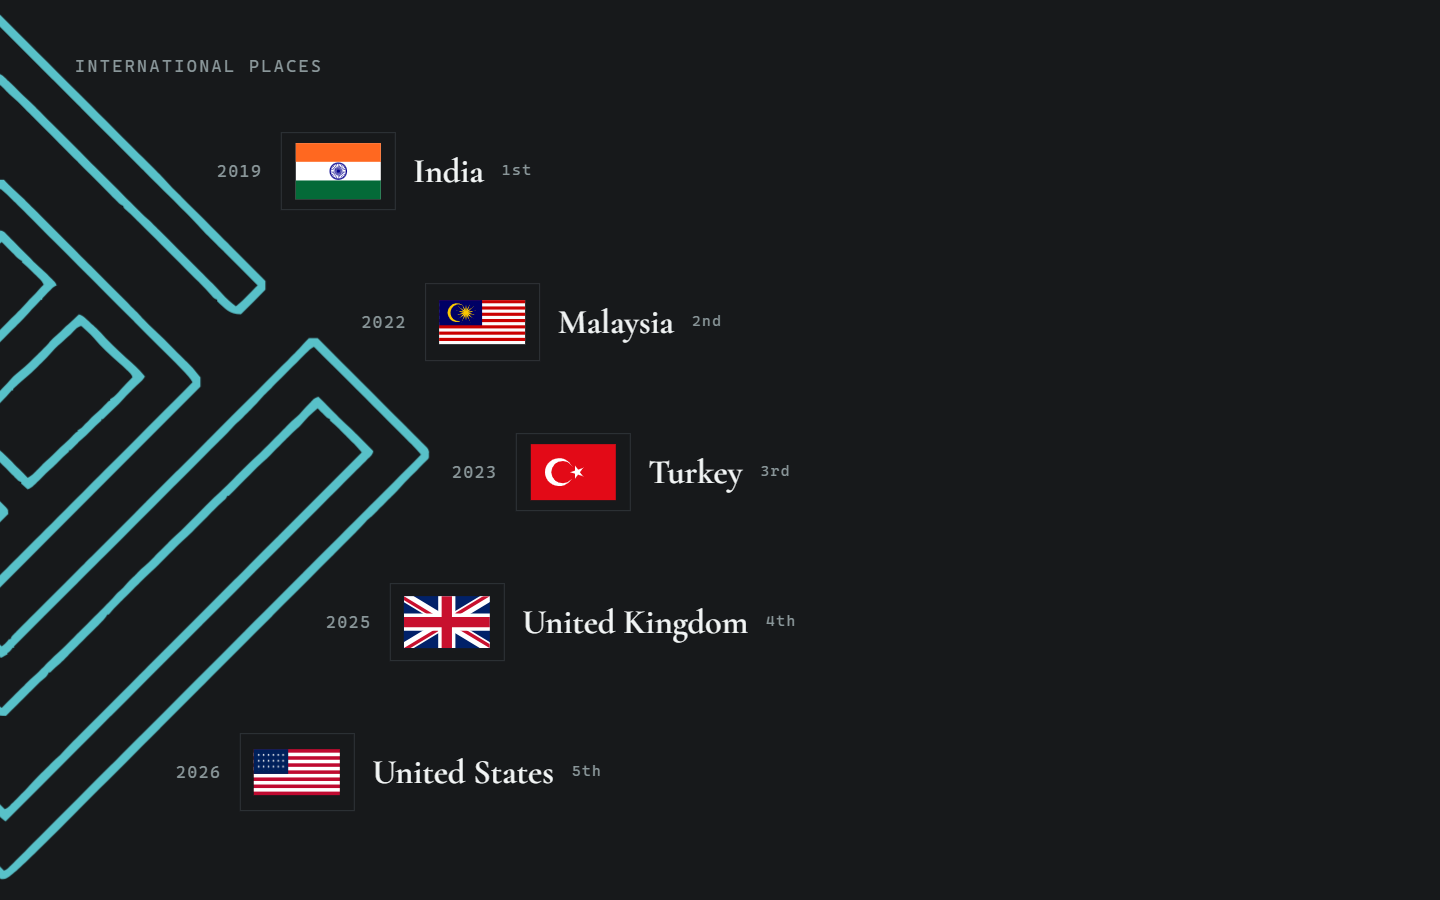 INTERNATIONAL PLACES
2019 India 1st
2022 Malaysia 2nd
2023 Turkey 3rd
2025 United Kingdom 4th
2026 United States 5th